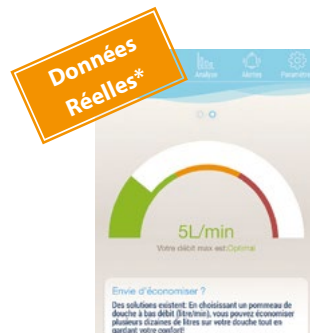 Données
Réelles*
Analyse Alertes Paramètres
5L/min
Votre débit max est:Optimal
Envie d'économiser ?
Des solutions existent: En choisissant un pommeau de
douche à bas débit (litre/min), vous pouvez économiser
plusieurs dizaines de litres sur votre douche tout en
gardant votre confort!